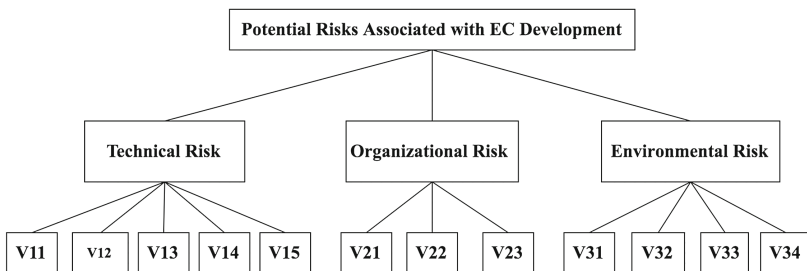 Potential Risks Associated with EC Development
Technical Risk
Organizational Risk
Environmental Risk
V11
V12
V13
V14
V15
V21
V22
V23
V31
V32
V33
V34